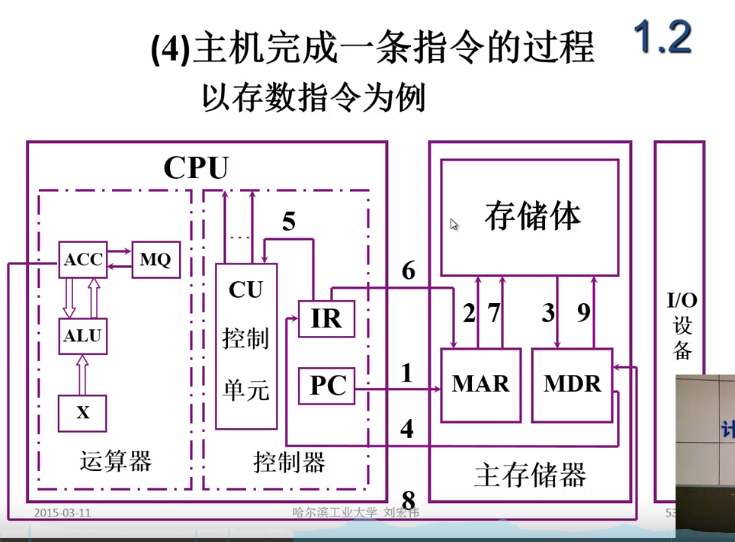 (4)主机完成一条指令的过程
1.2
以存数指令为例
CPU
5
ACC
MQ
...
CU
控制
单元
ALU
X
IR
PC
运算器
控制器
6
1
4
8
存储体
2
7
3
9
MAR
MDR
主存储器
I/O
设
备
计
2015-03-11
哈尔滨工业大学 刘宏伟
53